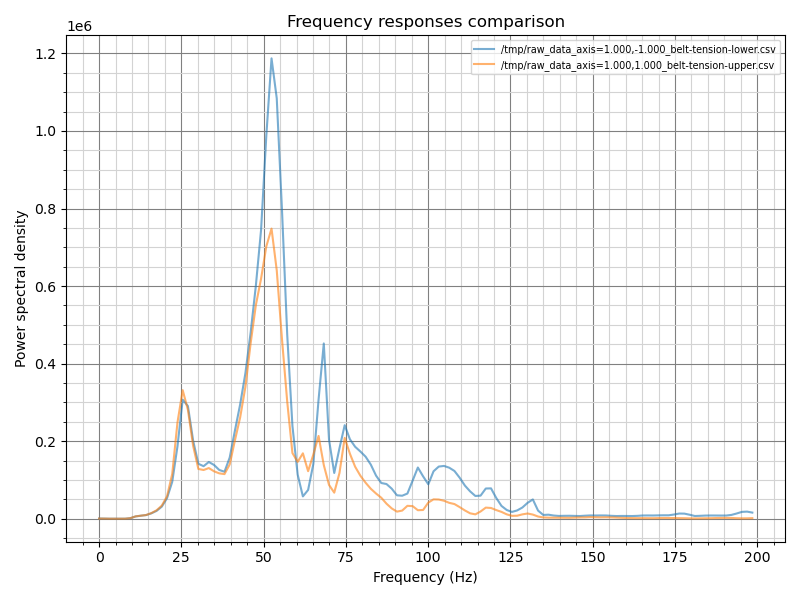 Frequency responses comparison
1e6
/tmp/raw_data_axis=1.000,-1.000_belt-tension-lower.csv
/tmp/raw_data_axis=1.000,1.000_belt-tension-upper.csv
1.2
1.0
0.8
0.6
0.4
0.2
0.0
Power spectral density
0 25 50 75 100 125 150 175 200
Frequency (Hz)